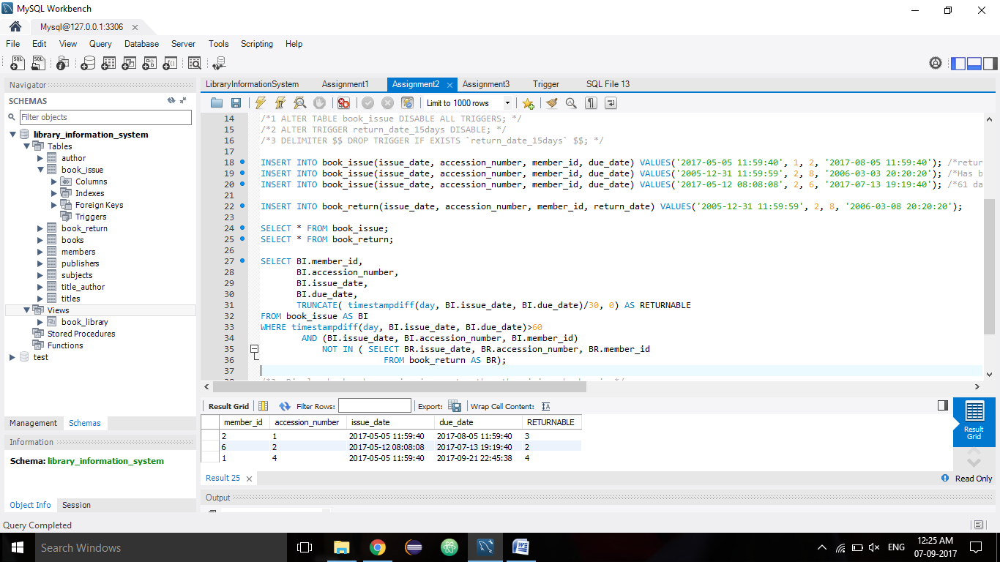 MySQL Workbench
Mysql@127.0.0.1:3306
File Edit View Query Database Server Tools Scripting Help
Navigator
SCHEMAS
Filter objects
library_information_system
Tables
author
book_issue
Columns
Indexes
Foreign Keys
Triggers
book_return
books
members
publishers
subjects
title_author
titles
Views
book_library
Stored Procedures
Functions
test
Management Schemas
Information
Schema: library_information_system
Object Info Session
LibraryInformationSystem Assignment1 Assignment2 Assignment3 Trigger SQL File 13
Limit to 1000 rows
14 /*1 ALTER TABLE book_issue DISABLE ALL TRIGGERS; */
15 /*2 ALTER TRIGGER return_date_15days DISABLE; */
16 /*3 DELIMITER $$ DROP TRIGGER IF EXISTS `return_date_15days` $$; */
17
18 INSERT INTO book_issue(issue_date, accession_number, member_id, due_date) VALUES('2017-05-05 11:59:40', 1, 2, '2017-08-05 11:59:40'); /*retur
19 INSERT INTO book_issue(issue_date, accession_number, member_id, due_date) VALUES('2005-12-31 11:59:59', 2, 8, '2006-03-03 20:20:20'); /*Has b
20 INSERT INTO book_issue(issue_date, accession_number, member_id, due_date) VALUES('2017-05-12 08:08:08', 2, 6, '2017-07-13 19:19:40'); /*61 da
21
22 INSERT INTO book_return(issue_date, accession_number, member_id, return_date) VALUES('2005-12-31 11:59:59', 2, 8, '2006-03-08 20:20:20');
23
24 SELECT * FROM book_issue;
25 SELECT * FROM book_return;
26
27 SELECT BI.member_id,
28 BI.accession_number,
29 BI.issue_date,
30 BI.due_date,
31 TRUNCATE( timestampdiff(day, BI.issue_date, BI.due_date)/30, 0) AS RETURNABLE
32 FROM book_issue AS BI
33 WHERE timestampdiff(day, BI.issue_date, BI.due_date)>60
34 AND (BI.issue_date, BI.accession_number, BI.member_id)
35 NOT IN ( SELECT BR.issue_date, BR.accession_number, BR.member_id
36 FROM book_return AS BR);
37
Result Grid Filter Rows: Export: Wrap Cell Content:
member_id accession_number issue_date due_date RETURNABLE
2 1 2017-05-05 11:59:40 2017-08-05 11:59:40 3
6 2 2017-05-12 08:08:08 2017-07-13 19:19:40 2
1 4 2017-05-05 11:59:40 2017-09-21 22:45:38 4
Result Grid
Result 25
Read Only
Output
Query Completed
Search Windows
ENG
12:25 AM
07-09-2017